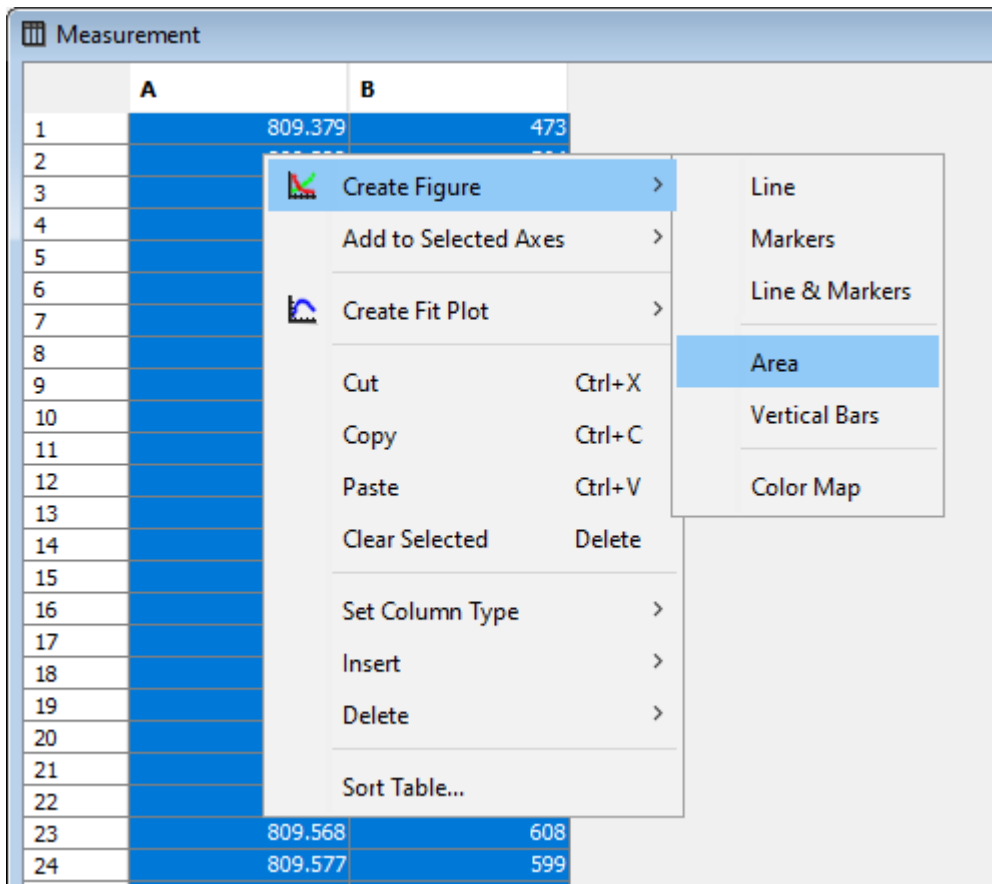 Measurement
A B
1 809.379 473
2
3
4
5
6
7
8
9
10
11
12
13
14
15
16
17
18
19
20
21
22
23 809.568 608
24 809.577 599
Create Figure >
Add to Selected Axes >
Create Fit Plot >
Cut Ctrl+X
Copy Ctrl+C
Paste Ctrl+V
Clear Selected Delete
Set Column Type >
Insert >
Delete >
Sort Table...
Line
Markers
Line & Markers
Area
Vertical Bars
Color Map